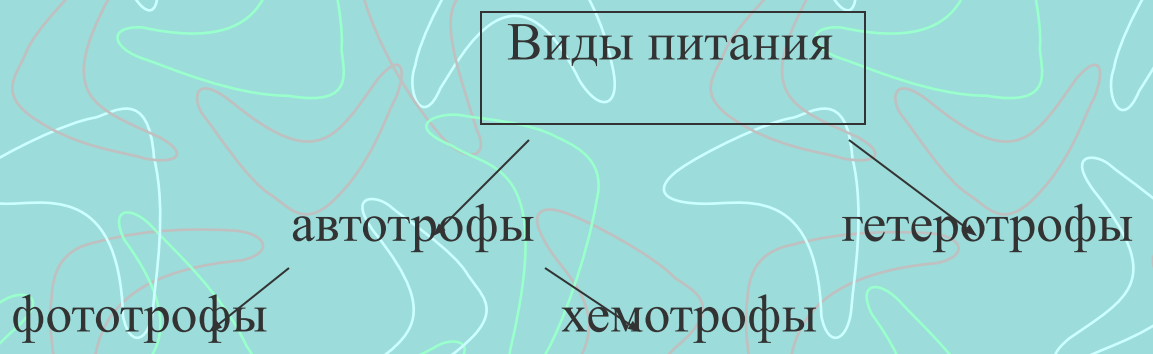 Виды питания
автотрофы гетеротрофы
фототрофы хемотрофы